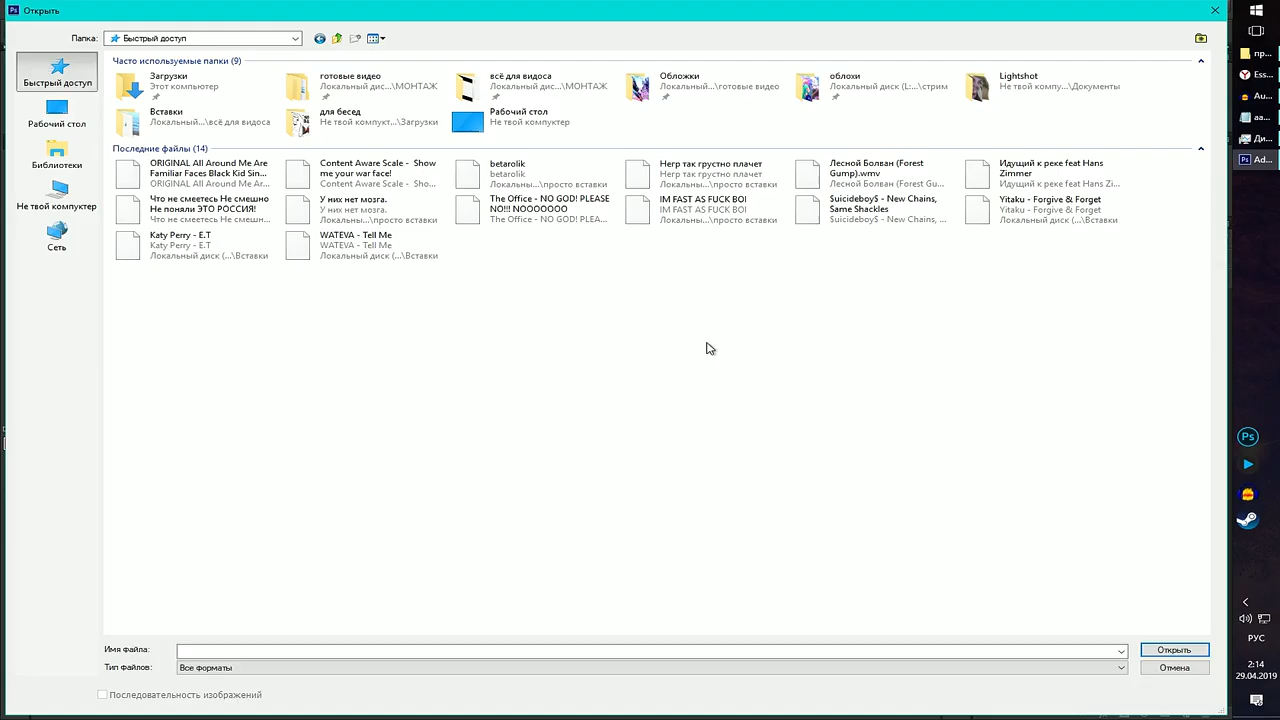 Открыть
Папка:
Быстрый доступ
Быстрый доступ
Рабочий стол
Библиотеки
Не твой компьютер
Сеть
Часто используемые папки (9)
Загрузки
Этот компьютер
готовые видео
Локальный дис...\МОНТАЖ
всё для видоса
Локальный дис...\МОНТАЖ
Обложки
Локальный...\готовые видео
облохи
Локальный диск (L:...\стрим
Lightshot
Не твой компу...\Документы
Вставки
Локальный...\всё для видоса
для бесед
Не твой компьют...\Загрузки
Рабочий стол
Не твой компьютер
Последние файлы (14)
ORIGINAL All Around Me Are
Familiar Faces Black Kid Sin...
ORIGINAL All Around Me Ar...
Content Aware Scale - Show
me your war face!
Content Aware Scale - Sho...
betarolik
betarolik
Локальны...\просто вставки
Негр так грустно плачет
Негр так грустно плачет
Локальны...\просто вставки
Лесной Болван (Forest
Gump).wmv
Лесной Болван (Forest Gu...
Идущий к реке feat Hans
Zimmer
Идущий к реке feat Hans Zi...
Что не смеетесь Не смешно
Не поняли ЭТО РОССИЯ!
Что не смеетесь Не смешн...
У них нет мозга.
У них нет мозга.
Локальны...\просто вставки
The Office - NO GOD! PLEASE
NO!!! NOOOOOOO
The Office - NO GOD! PLEA...
IM FAST AS FUCK BOI
IM FAST AS FUCK BOI
Локальны...\просто вставки
$uicideboy$ - New Chains,
Same Shackles
$uicideboy$ - New Chains, ...
Yitaku - Forgive & Forget
Yitaku - Forgive & Forget
Локальный диск (...\Вставки
Katy Perry - E.T
Katy Perry - E.T
Локальный диск (...\Вставки
WATEVA - Tell Me
WATEVA - Tell Me
Локальный диск (...\Вставки
Имя файла:
Открыть
Тип файлов:
Все форматы
Отмена
Последовательность изображений
пр...
Ess...
Au...
aa...
Ди...
Ad...
РУС
2:14
29.04.2019